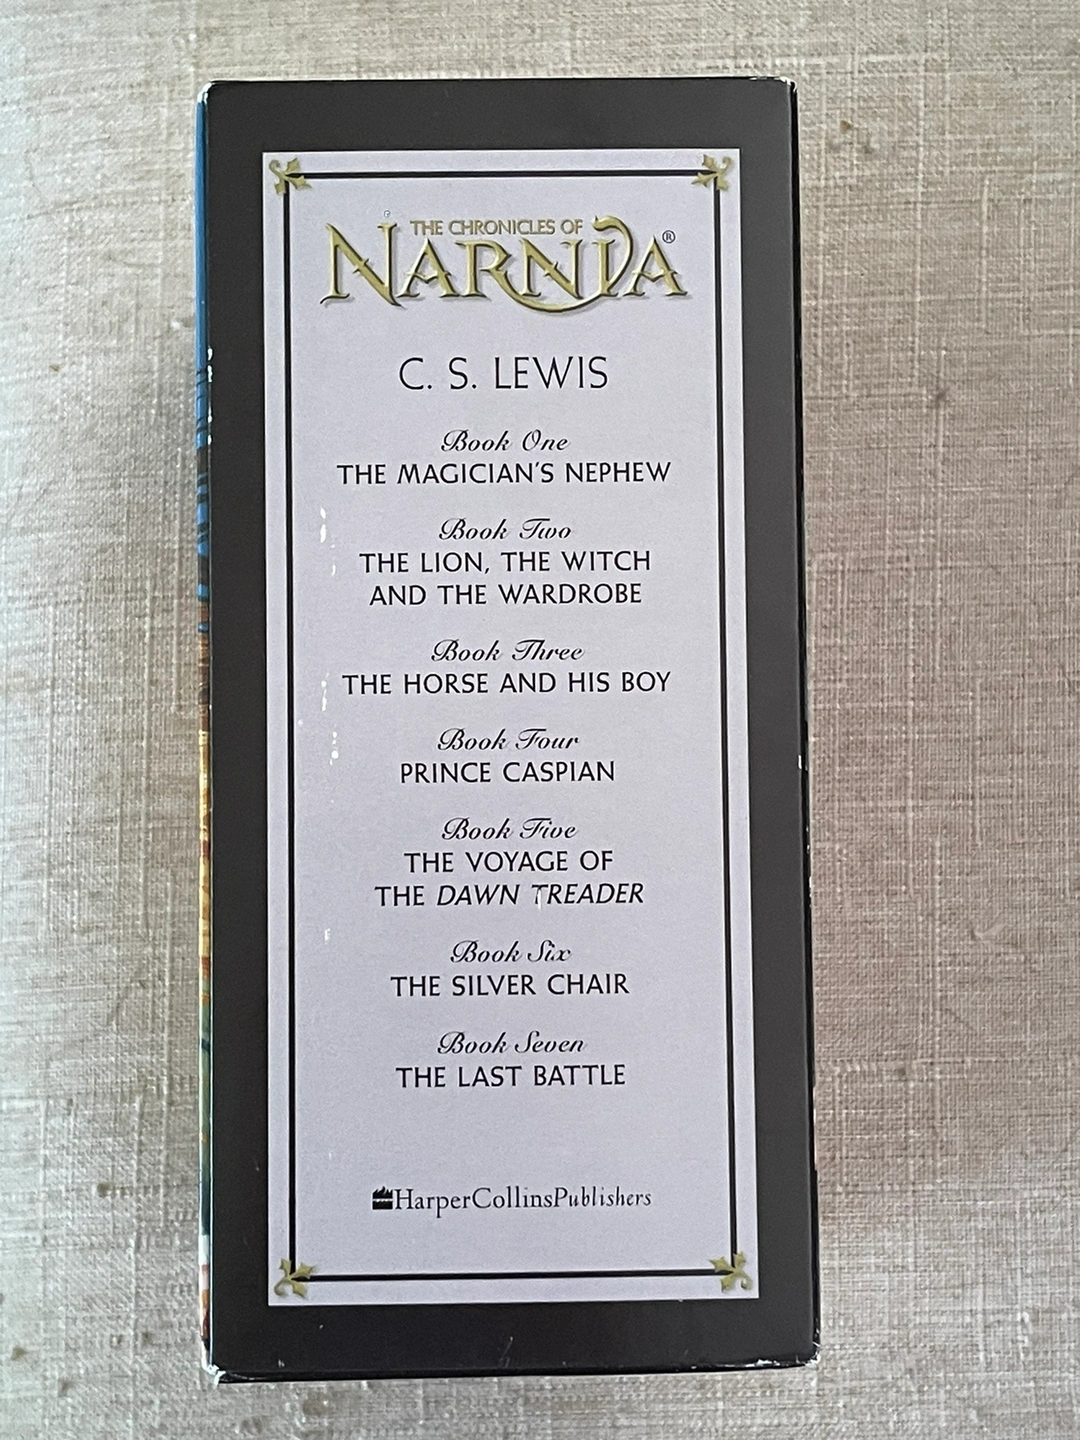 THE CHRONICLES OF
NARNIA®
C. S. LEWIS
Book One
THE MAGICIAN'S NEPHEW
Book Two
THE LION, THE WITCH
AND THE WARDROBE
Book Three
THE HORSE AND HIS BOY
Book Four
PRINCE CASPIAN
Book Five
THE VOYAGE OF
THE DAWN TREADER
Book Six
THE SILVER CHAIR
Book Seven
THE LAST BATTLE
HarperCollinsPublishers